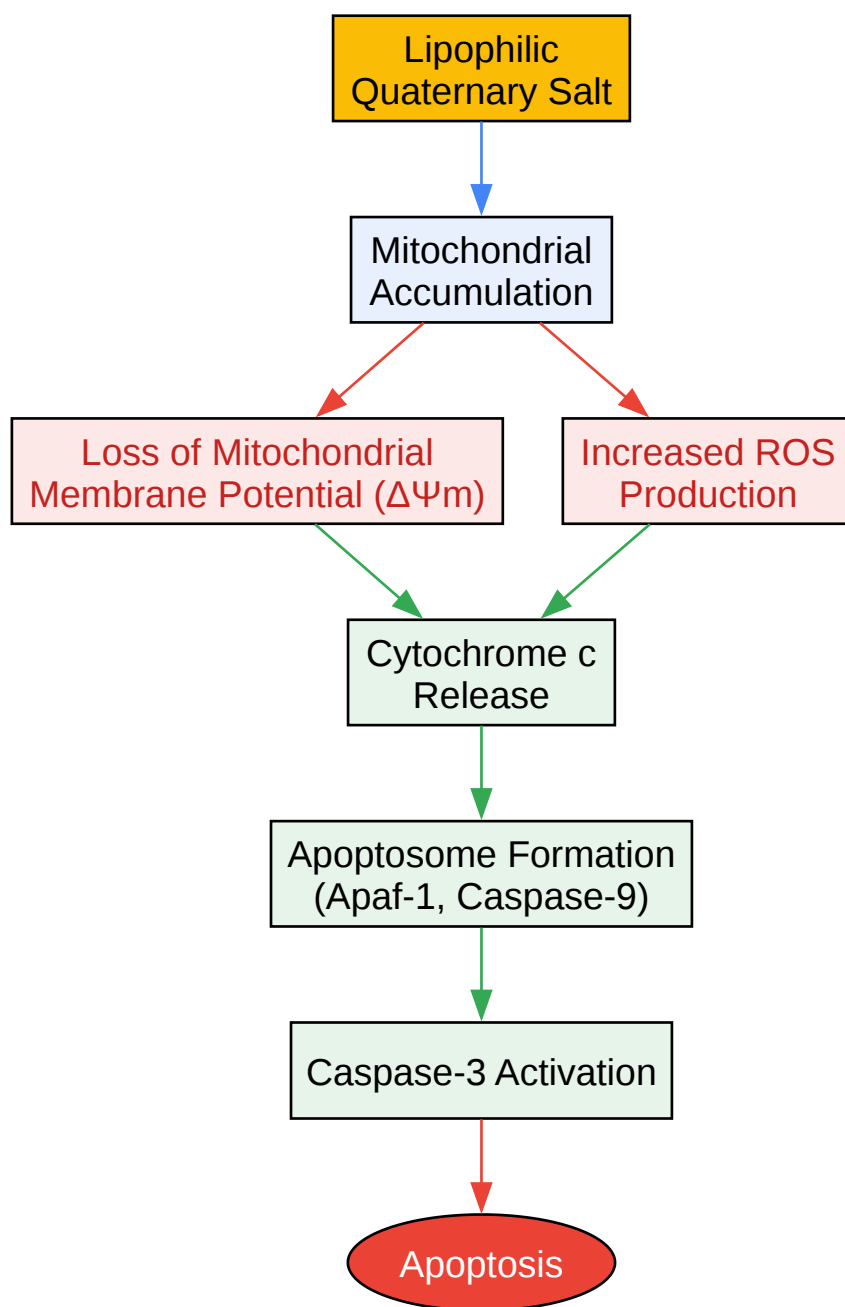 Lipophilic
Quaternary Salt
Mitochondrial
Accumulation
Loss of Mitochondrial
Membrane Potential (ΔΨm)
Increased ROS
Production
Cytochrome c
Release
Apoptosome Formation
(Apaf-1, Caspase-9)
Caspase-3 Activation
Apoptosis